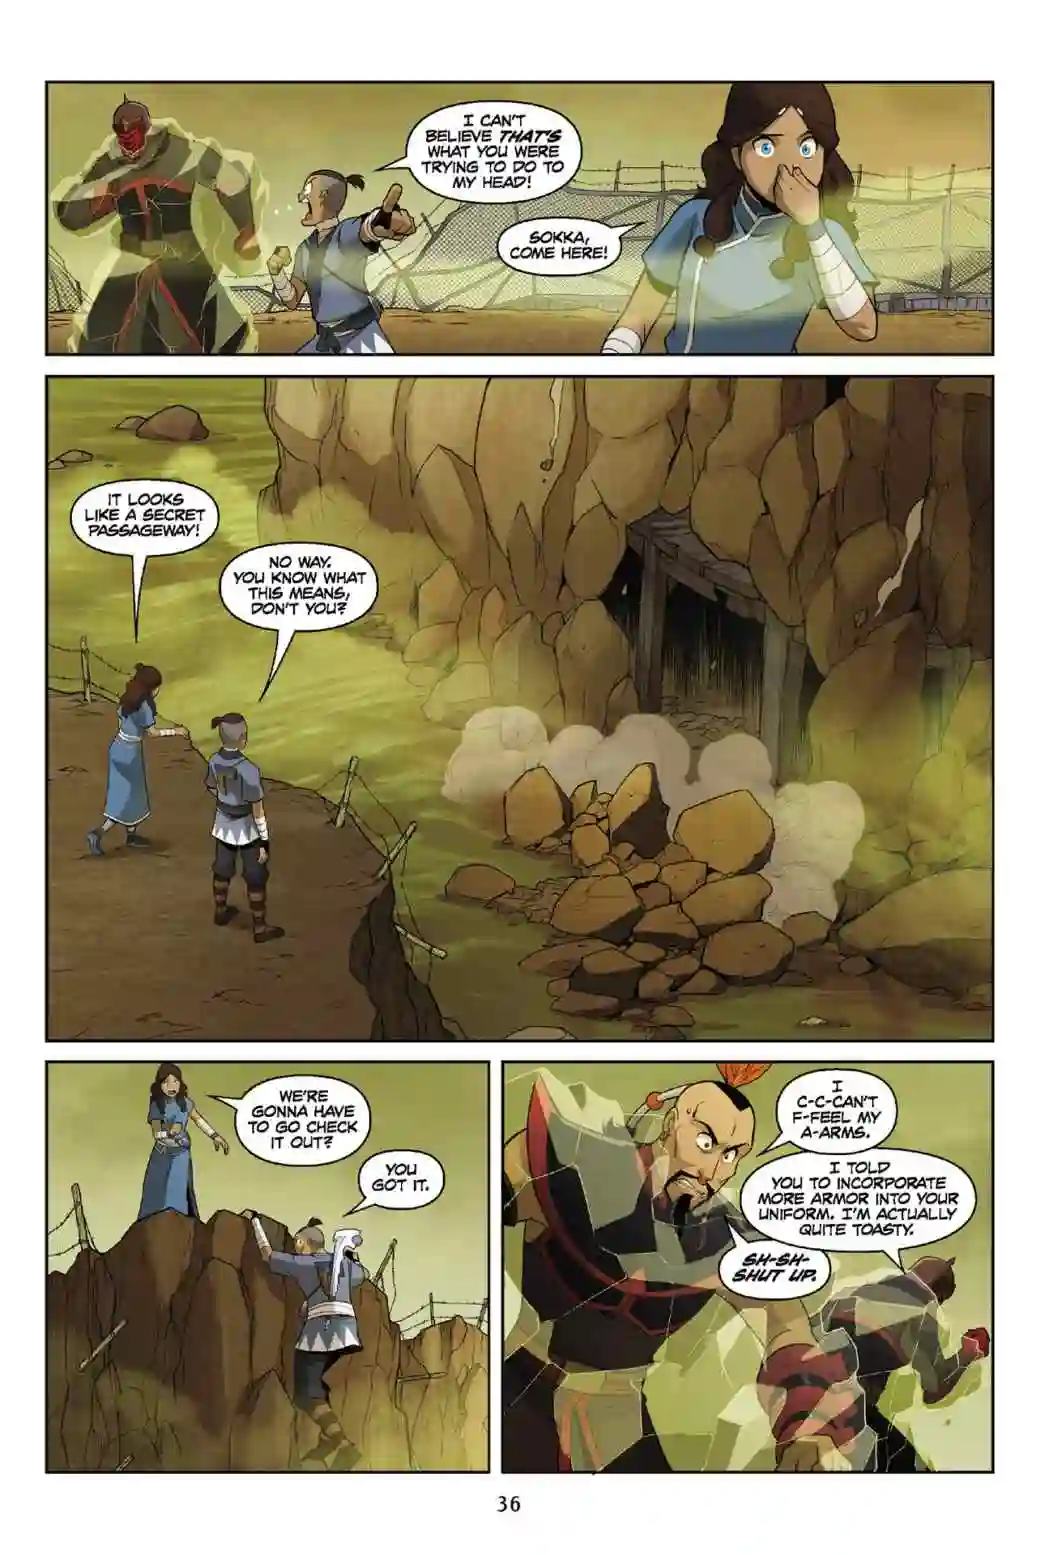 I CAN'T
BELIEVE THAT'S
WHAT YOU WERE
TRYING TO DO TO
MY HEAD!
SOKKA,
COME HERE!
IT LOOKS
LIKE A SECRET
PASSAGEWAY!
NO WAY.
YOU KNOW WHAT
THIS MEANS,
DON'T YOU?
WE'RE
GONNA HAVE
TO GO CHECK
IT OUT?
YOU
GOT IT.
I
C-C-CAN'T
F-FEEL MY
A-ARMS.
I TOLD
YOU TO INCORPORATE
MORE ARMOR INTO YOUR
UNIFORM. I'M ACTUALLY
QUITE TOASTY.
SH-SH-
SHUT UP.
36